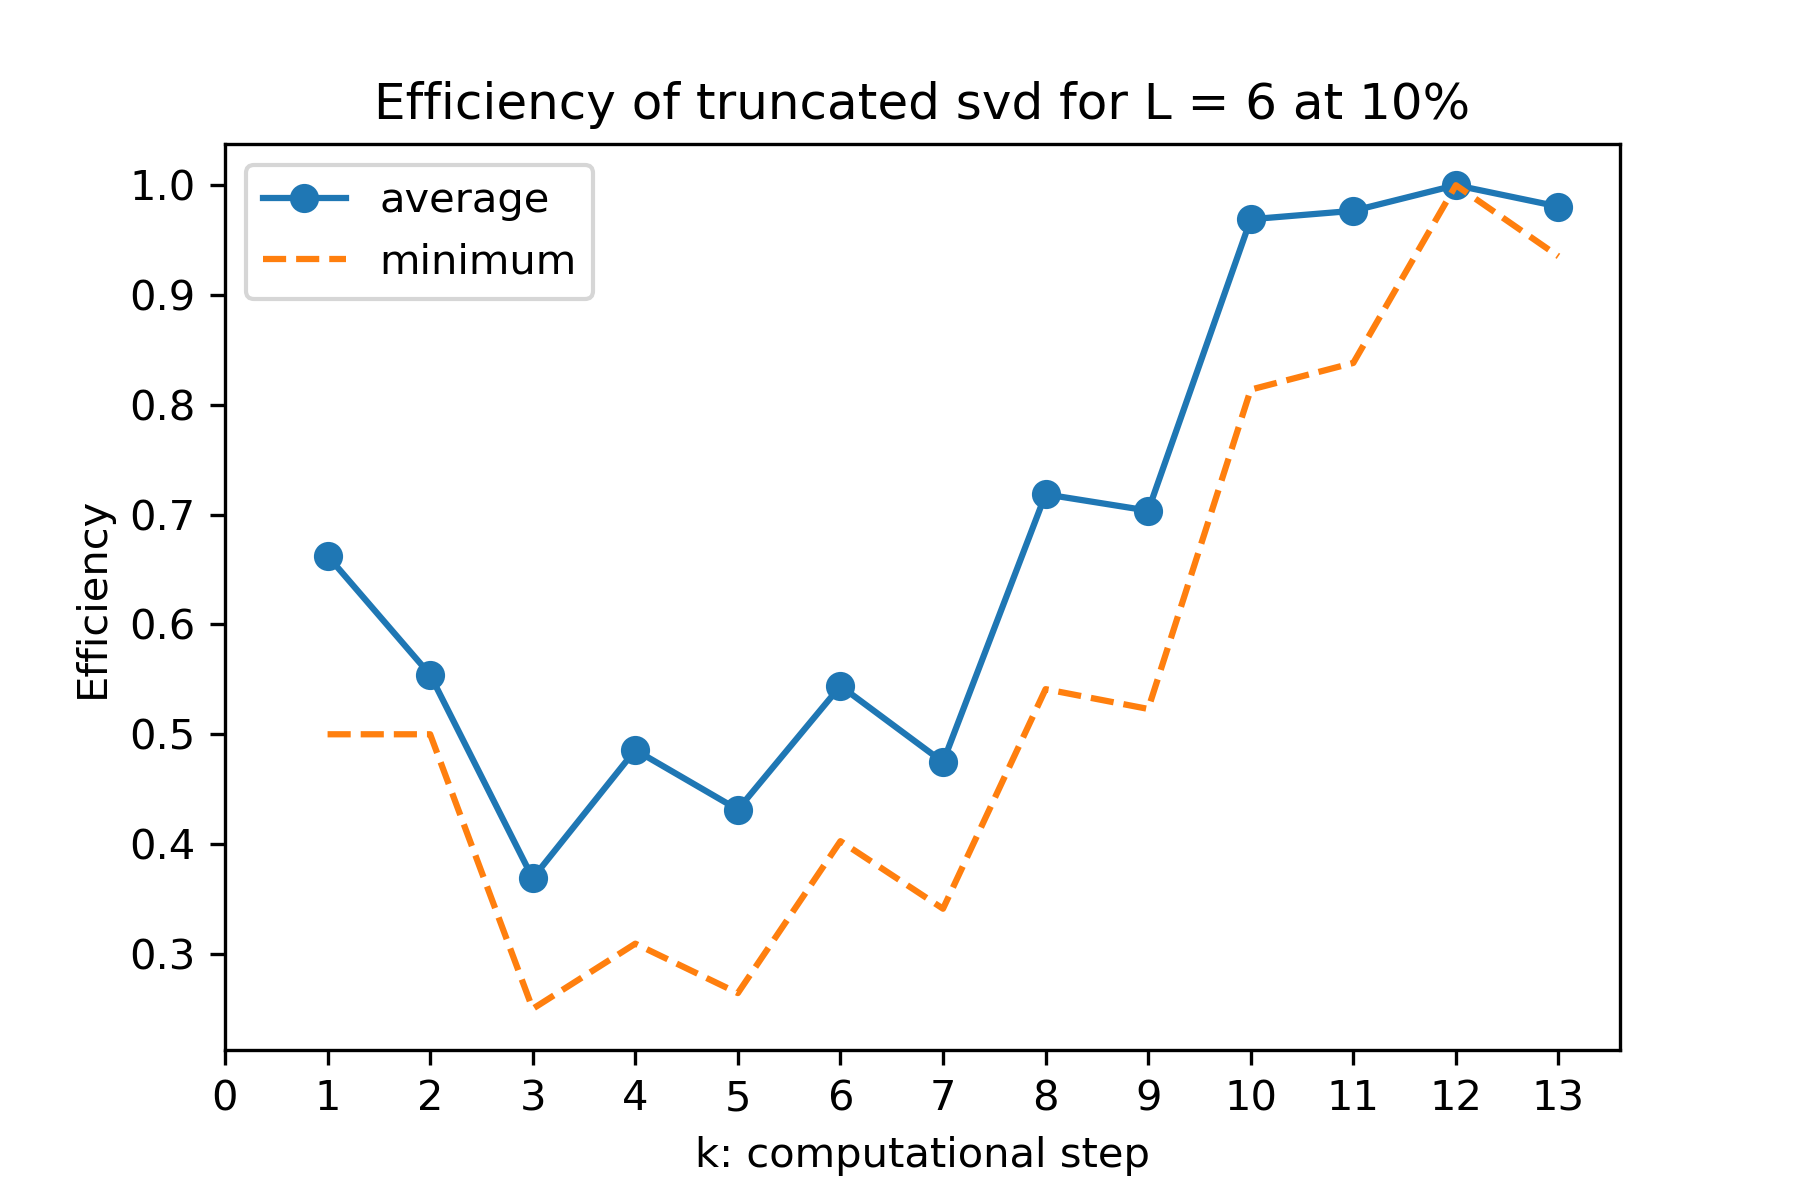 Efficiency of truncated svd for L = 6 at 10%
average
minimum
1.0
0.9
0.8
0.7
0.6
0.5
0.4
0.3
Efficiency
0 1 2 3 4 5 6 7 8 9 10 11 12 13
k: computational step